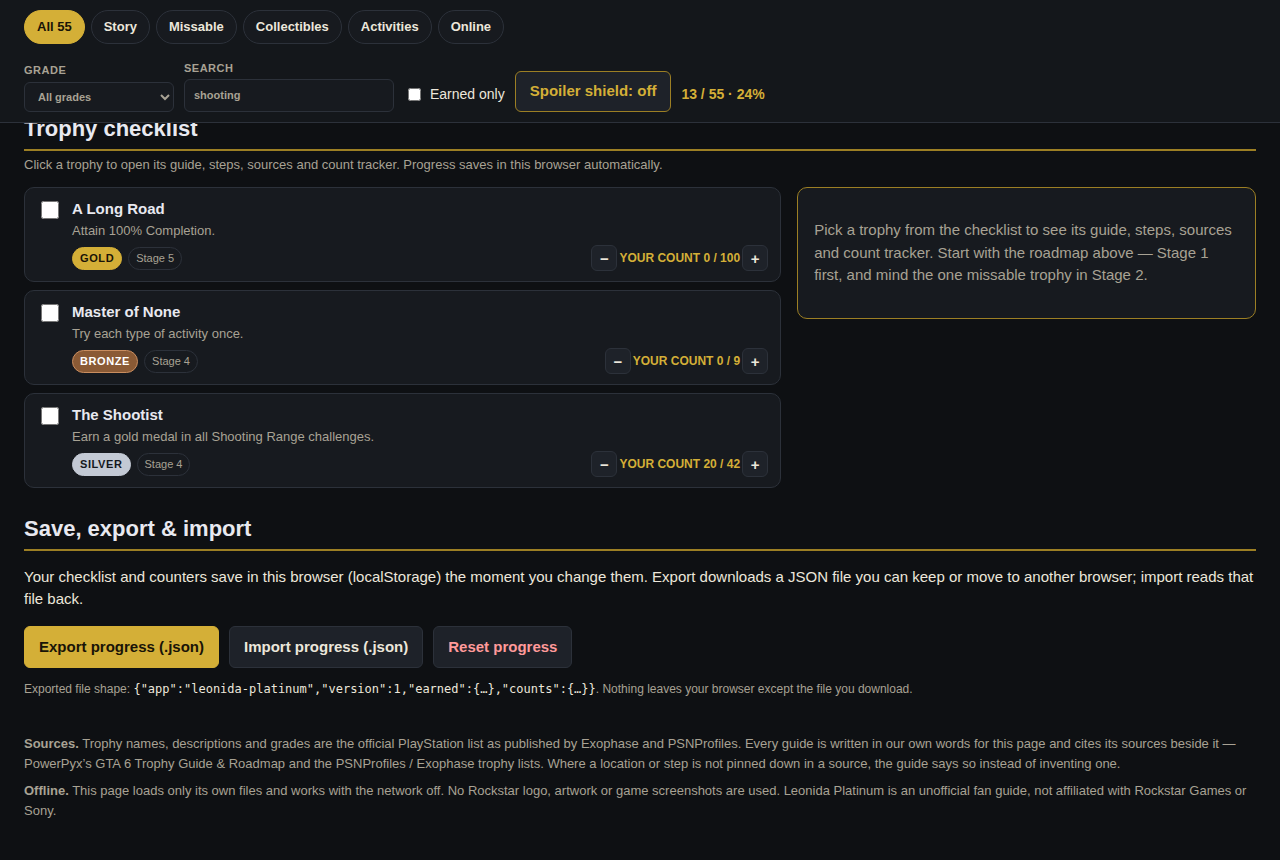 All 55
Story
Missable
Collectibles
Activities
Online
GRADE
All grades
SEARCH
shooting
Earned only
Spoiler shield: off
13 / 55 · 24%
Trophy checklist
Click a trophy to open its guide, steps, sources and count tracker. Progress saves in this browser automatically.
A Long Road
Attain 100% Completion.
GOLD
Stage 5
− YOUR COUNT 0 / 100 +
Master of None
Try each type of activity once.
BRONZE
Stage 4
− YOUR COUNT 0 / 9 +
The Shootist
Earn a gold medal in all Shooting Range challenges.
SILVER
Stage 4
− YOUR COUNT 20 / 42 +
Pick a trophy from the checklist to see its guide, steps, sources
and count tracker. Start with the roadmap above — Stage 1
first, and mind the one missable trophy in Stage 2.
Save, export & import
Your checklist and counters save in this browser (localStorage) the moment you change them. Export downloads a JSON file you can keep or move to another browser; import reads that
file back.
Export progress (.json)
Import progress (.json)
Reset progress
Exported file shape: {"app":"leonida-platinum","version":1,"earned":{…},"counts":{…}}. Nothing leaves your browser except the file you download.
Sources. Trophy names, descriptions and grades are the official PlayStation list as published by Exophase and PSNProfiles. Every guide is written in our own words for this page and cites its sources beside it —
PowerPyx's GTA 6 Trophy Guide & Roadmap and the PSNProfiles / Exophase trophy lists. Where a location or step is not pinned down in a source, the guide says so instead of inventing one.
Offline. This page loads only its own files and works with the network off. No Rockstar logo, artwork or game screenshots are used. Leonida Platinum is an unofficial fan guide, not affiliated with Rockstar Games or
Sony.